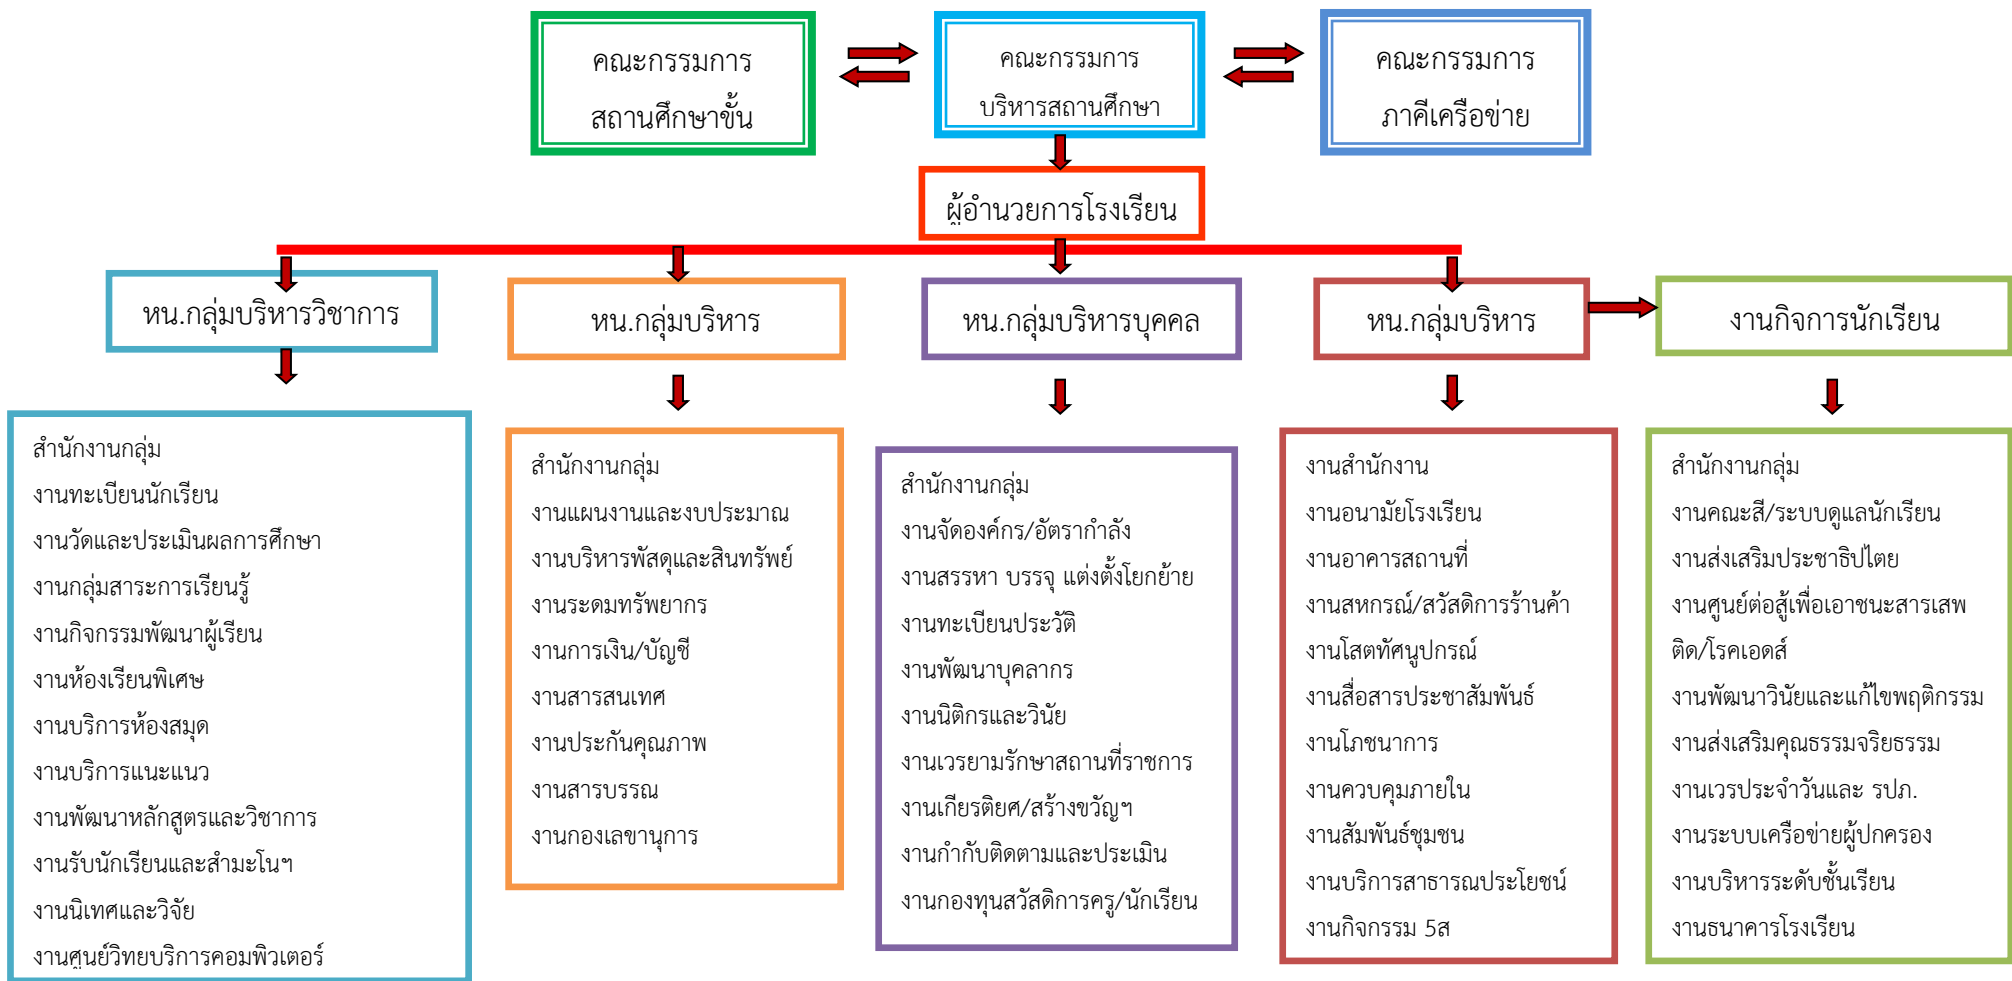 คณะกรรมการ
สถานศึกษาขั้น
คณะกรรมการ
บริหารสถานศึกษา
คณะกรรมการ
ภาคีเครือข่าย
ผู้อำนวยการโรงเรียน
หน.กลุ่มบริหารวิชาการ
หน.กลุ่มบริหาร
หน.กลุ่มบริหารบุคคล
หน.กลุ่มบริหาร
งานกิจการนักเรียน
สำนักงานกลุ่ม
งานทะเบียนนักเรียน
งานวัดและประเมินผลการศึกษา
งานกลุ่มสาระการเรียนรู้
งานกิจกรรมพัฒนาผู้เรียน
งานห้องเรียนพิเศษ
งานบริการห้องสมุด
งานบริการแนะแนว
งานพัฒนาหลักสูตรและวิชาการ
งานรับนักเรียนและสำมะโนฯ
งานนิเทศและวิจัย
งานศูนย์วิทยบริการคอมพิวเตอร์
สำนักงานกลุ่ม
งานแผนงานและงบประมาณ
งานบริหารพัสดุและสินทรัพย์
งานระดมทรัพยากร
งานการเงิน/บัญชี
งานสารสนเทศ
งานประกันคุณภาพ
งานสารบรรณ
งานกองเลขานุการ
สำนักงานกลุ่ม
งานจัดองค์กร/อัตรากำลัง
งานสรรหา บรรจุ แต่งตั้งโยกย้าย
งานทะเบียนประวัติ
งานพัฒนาบุคลากร
งานนิติกรและวินัย
งานเวรยามรักษาสถานที่ราชการ
งานเกียรติยศ/สร้างขวัญฯ
งานกำกับติดตามและประเมิน
งานกองทุนสวัสดิการครู/นักเรียน
งานสำนักงาน
งานอนามัยโรงเรียน
งานอาคารสถานที่
งานสหกรณ์/สวัสดิการร้านค้า
งานโสตทัศนูปกรณ์
งานสื่อสารประชาสัมพันธ์
งานโภชนาการ
งานควบคุมภายใน
งานสัมพันธ์ชุมชน
งานบริการสาธารณประโยชน์
งานกิจกรรม 5ส
สำนักงานกลุ่ม
งานคณะสี/ระบบดูแลนักเรียน
งานส่งเสริมประชาธิปไตย
งานศูนย์ต่อสู้เพื่อเอาชนะสารเสพ
ติด/โรคเอดส์
งานพัฒนาวินัยและแก้ไขพฤติกรรม
งานส่งเสริมคุณธรรมจริยธรรม
งานเวรประจำวันและ รปภ.
งานระบบเครือข่ายผู้ปกครอง
งานบริหารระดับชั้นเรียน
งานธนาคารโรงเรียน